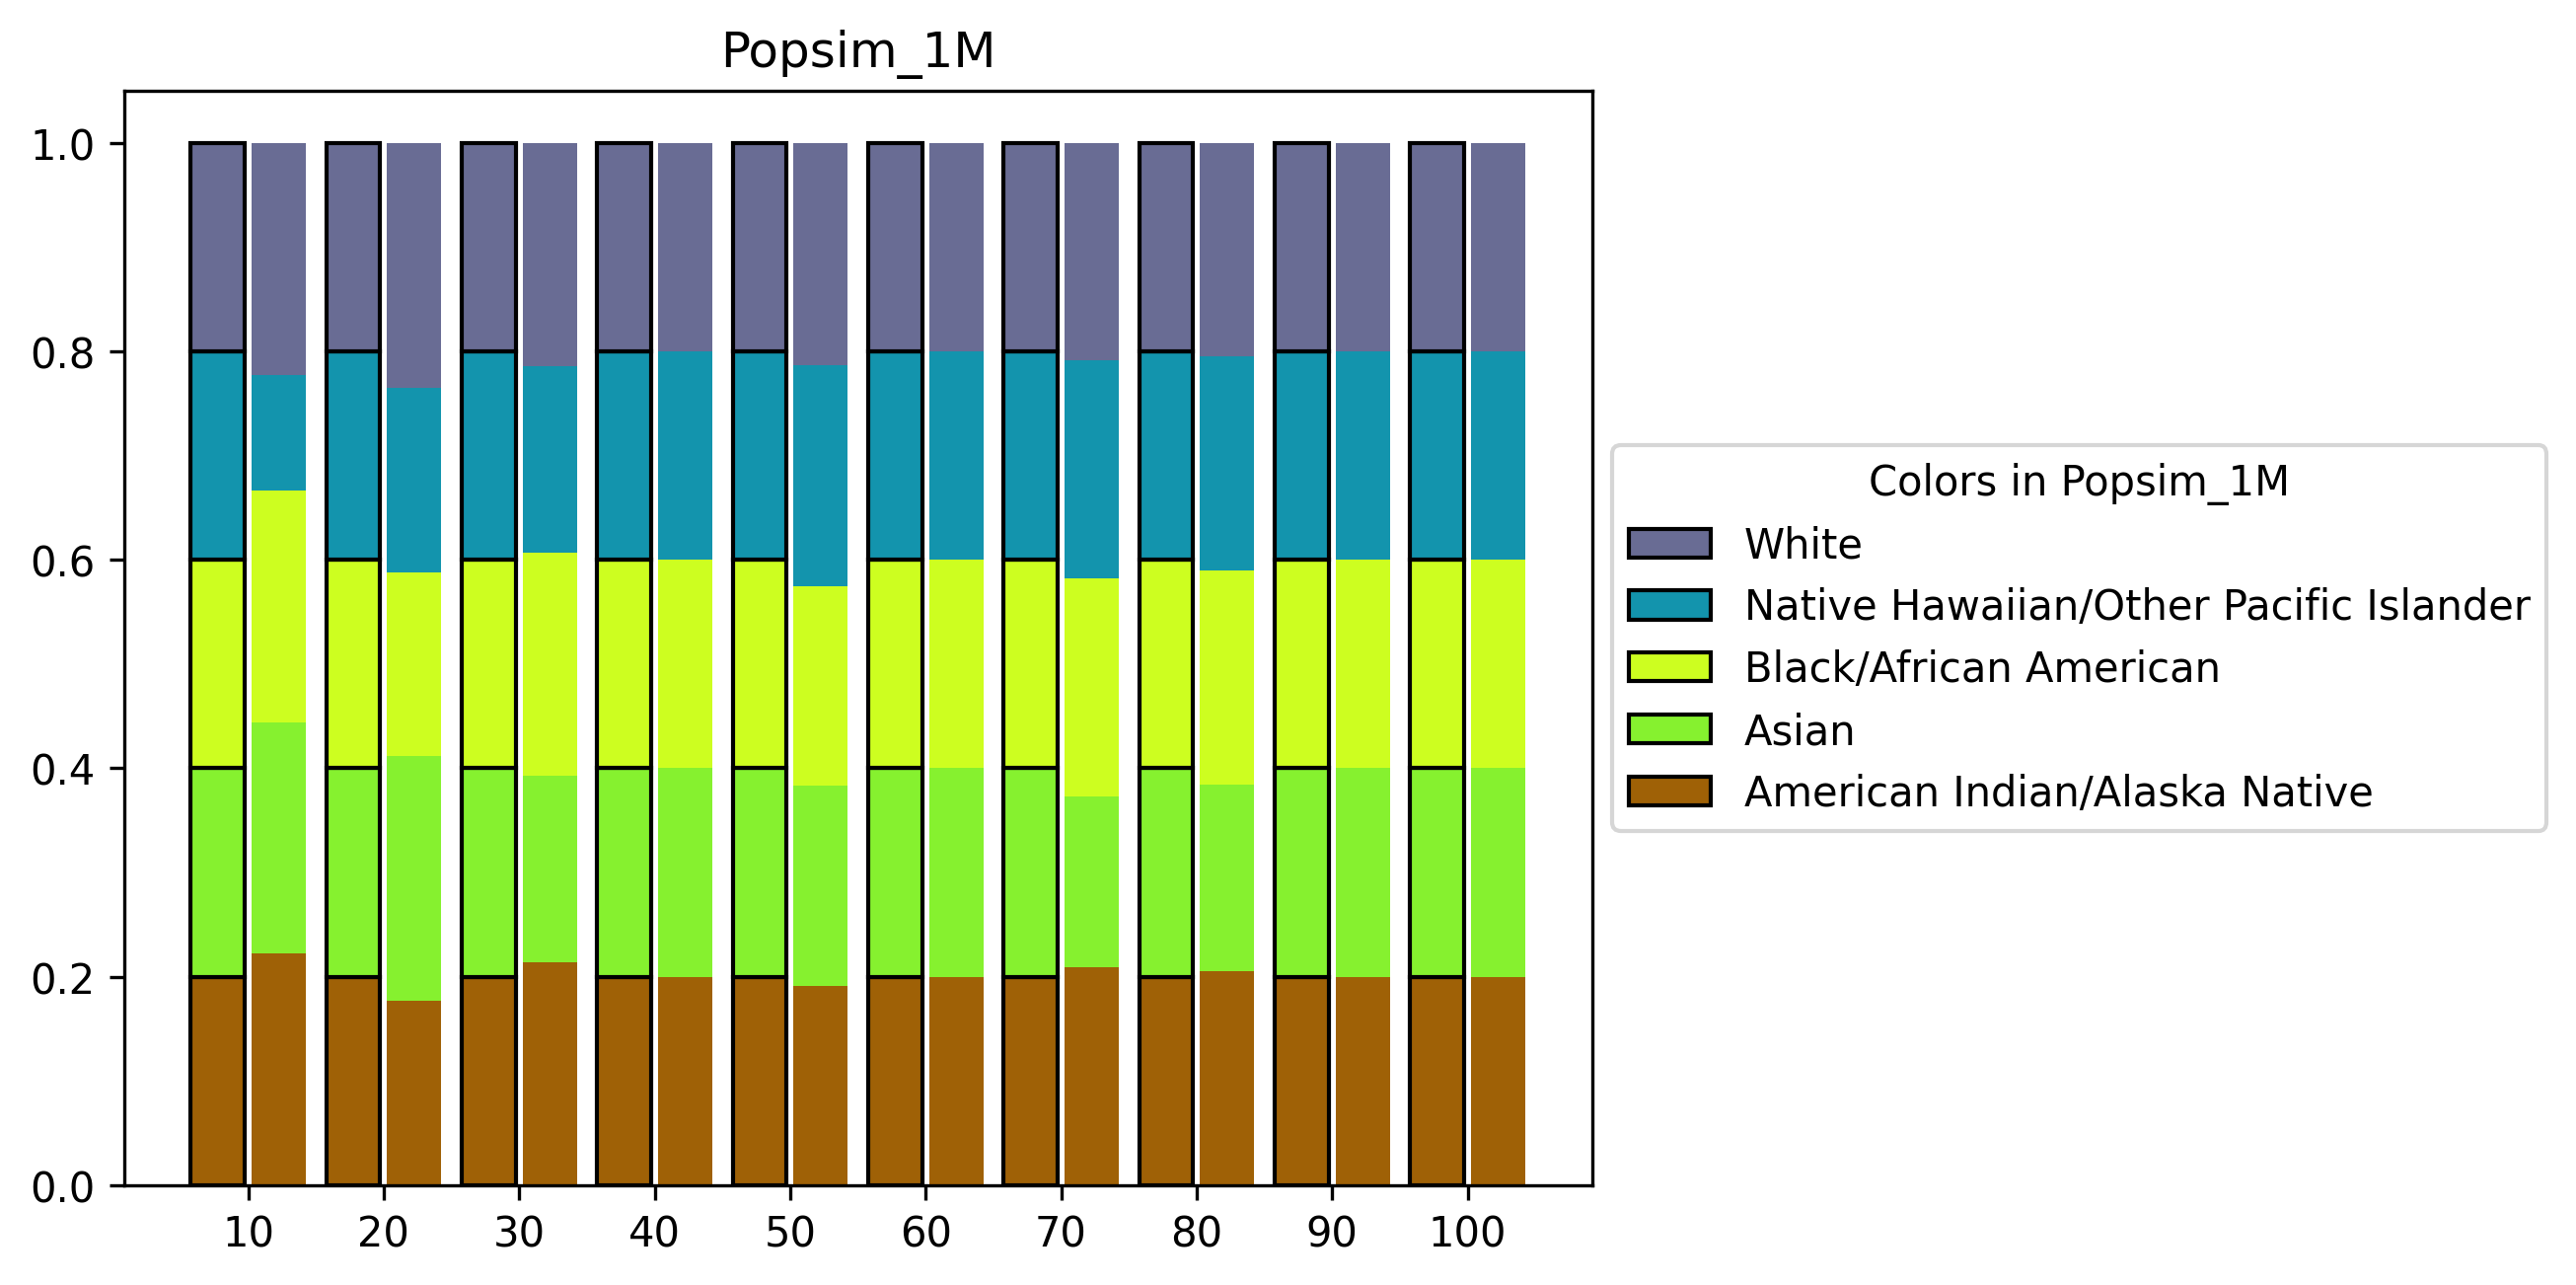 Popsim_1M
1.0
0.8
0.6
0.4
0.2
0.0
10 20 30 40 50 60 70 80 90 100
Colors in Popsim_1M
White
Native Hawaiian/Other Pacific Islander
Black/African American
Asian
American Indian/Alaska Native